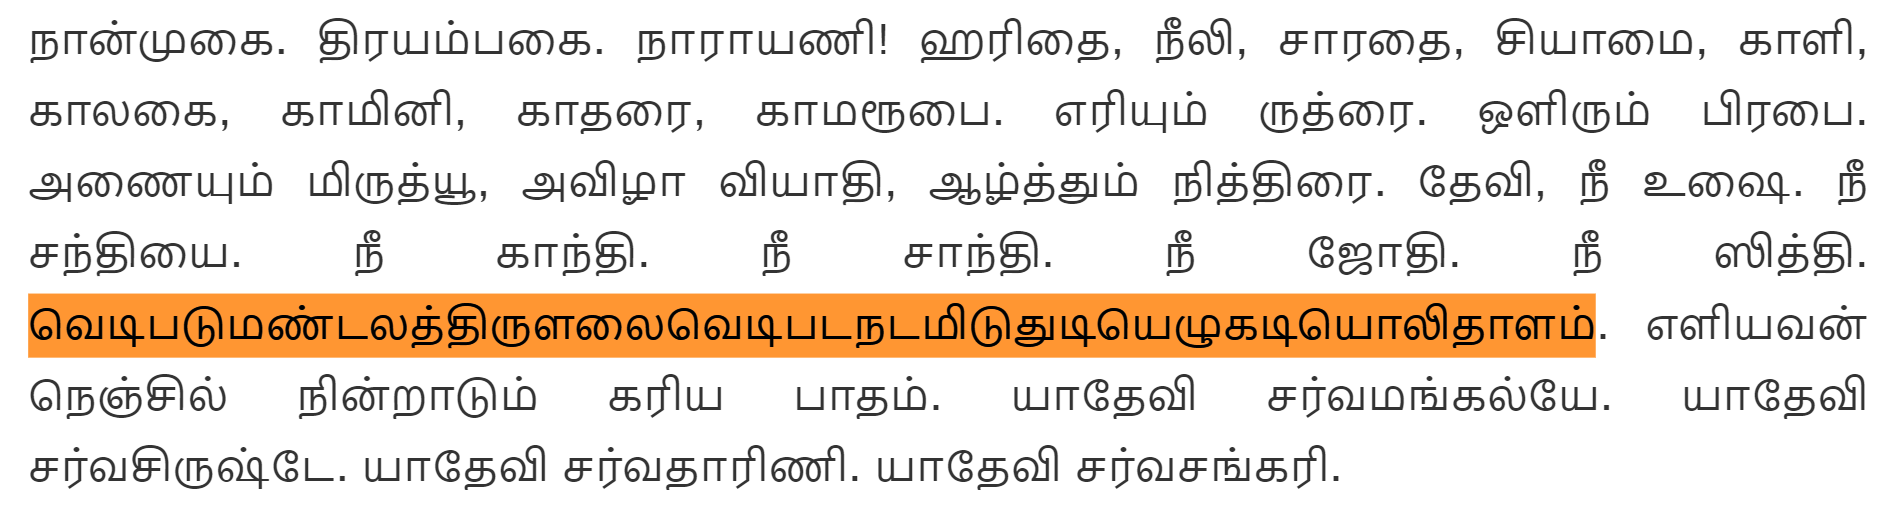 நான்முகை. திரயம்பகை. நாராயணி! ஹரிதை, நீலி, சாரதை, சியாமை, காளி,
காலகை, காமினி, காதரை, காமரூபை. எரியும் ருத்ரை. ஒளிரும் பிரபை.
அணையும் மிருத்யூ, அவிழா வியாதி, ஆழ்த்தும் நித்திரை. தேவி, நீ உஷை. நீ
சந்தியை. நீ காந்தி. நீ சாந்தி. நீ ஜோதி. நீ ஸித்தி.
வெடிபடுமண்டலத்திருளலைவெடிபடநடமிடுதுடியெழுகடியொலிதாளம். எளியவன்
நெஞ்சில் நின்றாடும் கரிய பாதம். யாதேவி சர்வமங்கல்யே. யாதேவி
சர்வசிருஷ்டே. யாதேவி சர்வதாரிணி. யாதேவி சர்வசங்கரி.